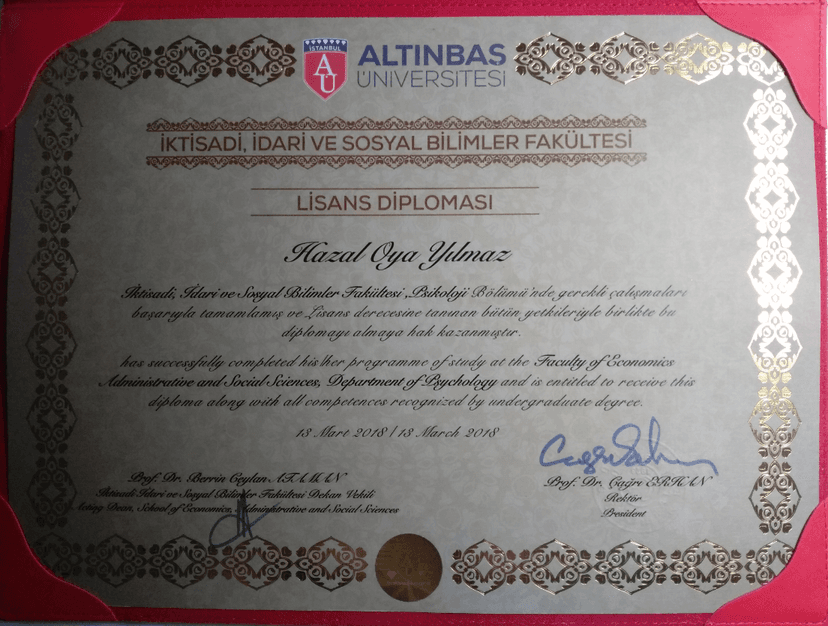 İSTANBUL
AÜ
ALTINBAS
ÜNİVERSİTESİ
İKTİSADİ, İDARİ VE SOSYAL BİLİMLER FAKÜLTESİ
LİSANS DİPLOMASI
Hazal Oya Yılmaz
İktisadi, İdari ve Sosyal Bilimler Fakültesi, Psikoloji Bölümü'nde gerekli çalışmaları
başarıyla tamamlamış ve Lisans derecesine tanınan bütün yetkileriyle birlikte bu
diplomayı almaya hak kazanmıştır.
has successfully completed his/her programme of study at the Faculty of Economics
Administrative and Social Sciences, Department of Psychology and is entitled to receive this
diploma along with all competences recognized by undergraduate degree.
13 Mart 2018 / 13 March 2018
Prof. Dr. Berrin Ceylan ATAMAN
İktisadi İdari ve Sosyal Bilimler Fakültesi Dekan Vekili
Acting Dean, School of Economics, Administrative and Social Sciences
Prof. Dr. Çağrı ERHAN
Rektör
President